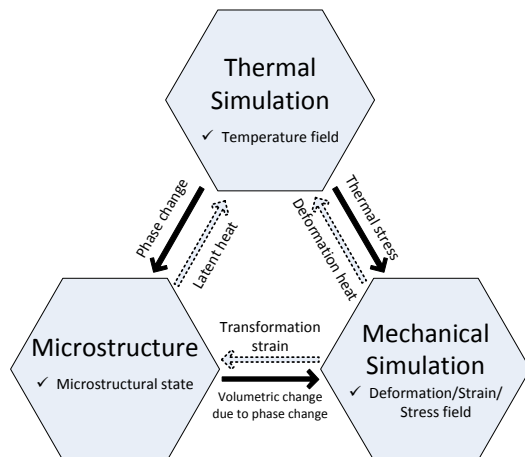 Thermal
Simulation
✓ Temperature field
Phase change
Latent heat
Deformation heat
Thermal stress
Microstructure
✓ Microstructural state
Transformation
strain
Volumetric change
due to phase change
Mechanical
Simulation
✓ Deformation/Strain/
Stress field